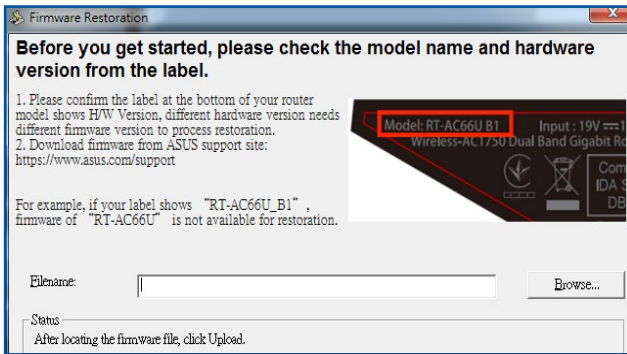 Firmware Restoration
Before you get started, please check the model name and hardware
version from the label.
1. Please confirm the label at the bottom of your router
model shows H/W Version, different hardware version needs
different firmware version to process restoration.
2. Download firmware from ASUS support site:
https://www.asus.com/support
For example, if your label shows “RT-AC66U_B1”,
firmware of “RT-AC66U” is not available for restoration.
Model: RT-AC66U B1 Input : 19V
Wireless-AC1750 Dual Band Gigabit
Com
IDA
DB
Filename:
Browse...
Status
After locating the firmware file, click Upload.